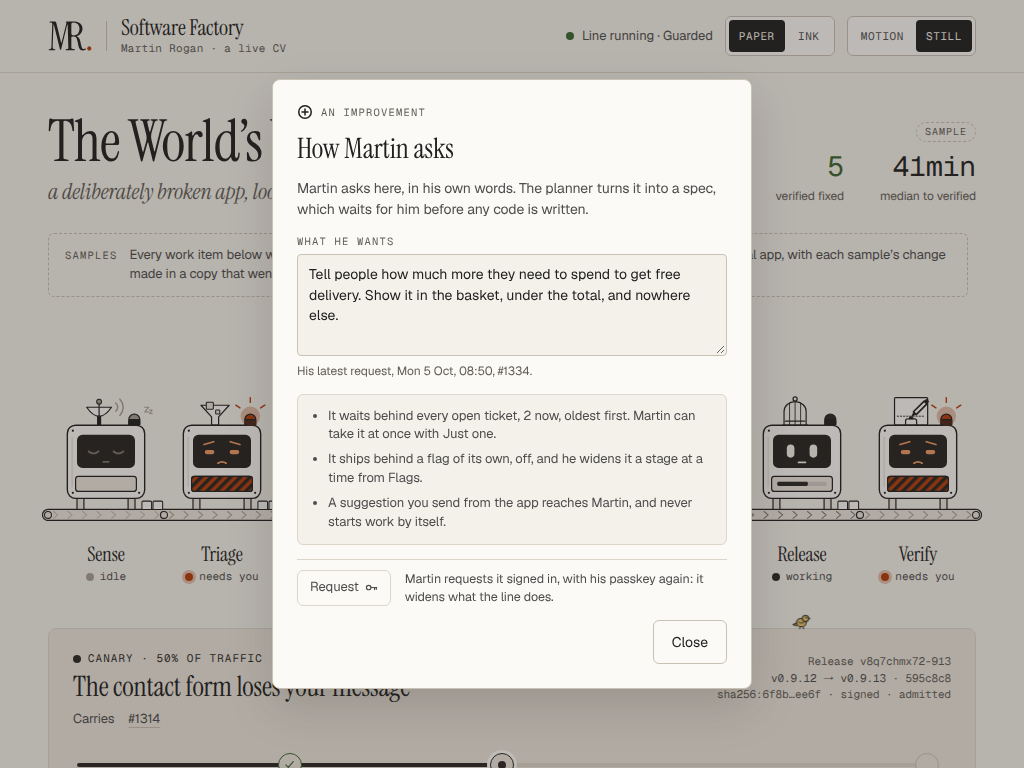 MR.
Software Factory
Martin Rogan · a live CV
Line running · Guarded
PAPER
INK
MOTION
STILL
The World's
a deliberately broken app,
SAMPLE
5
verified fixed
41min
median to verified
SAMPLES
Every work item below
made in a copy that
app, with each sample's change
AN IMPROVEMENT
How Martin asks
Martin asks here, in his own words. The planner turns it into a spec,
which waits for him before any code is written.
WHAT HE WANTS
Tell people how much more they need to spend to get free
delivery. Show it in the basket, under the total, and nowhere
else.
His latest request, Mon 5 Oct, 08:50, #1334.
It waits behind every open ticket, 2 now, oldest first. Martin can
take it at once with Just one.
It ships behind a flag of its own, off, and he widens it a stage at a
time from Flags.
A suggestion you send from the app reaches Martin, and never
starts work by itself.
Request
Martin requests it signed in, with his passkey again: it
widens what the line does.
Close
zz
Sense
idle
Triage
needs you
Release
working
Verify
needs you
CANARY · 50% OF TRAFFIC
The contact form loses your message
Carries #1314
Release v8q7chmx72-913
v0.9.12 → v0.9.13 · 595c8c8
sha256:6f8b…ee6f · signed · admitted